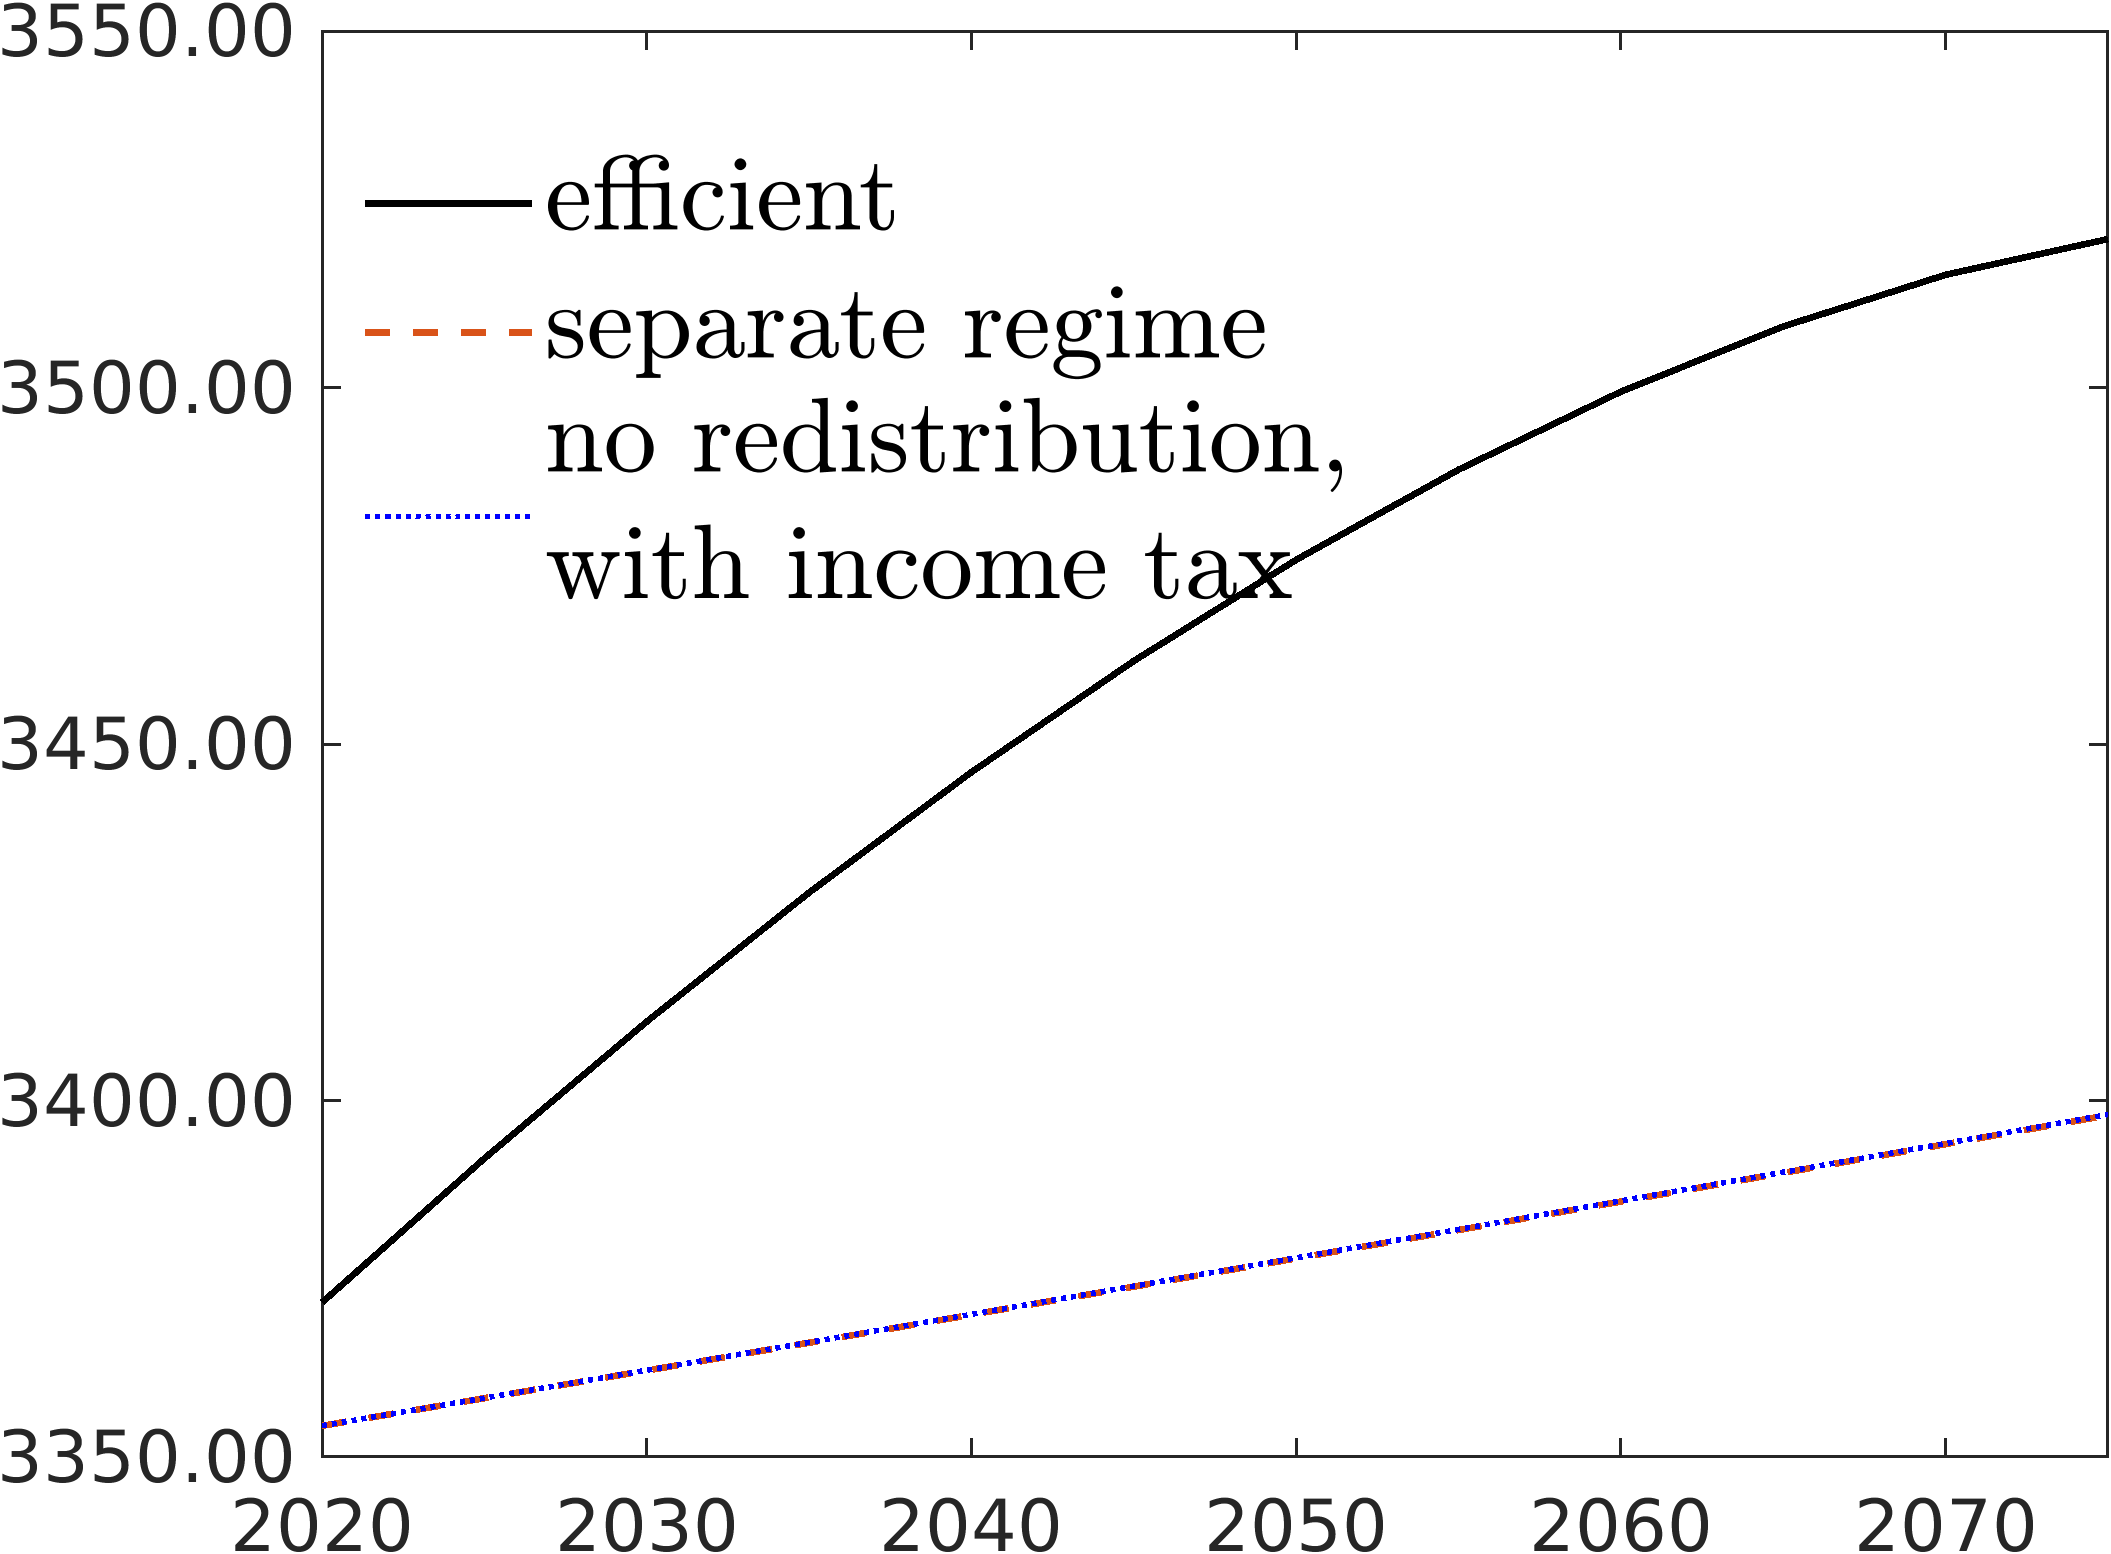 3550.00
efficient
separate regime
3500.00
no redistribution,
with income tax
3450.00
3400.00
3350.00
2020 2030 2040 2050 2060 2070